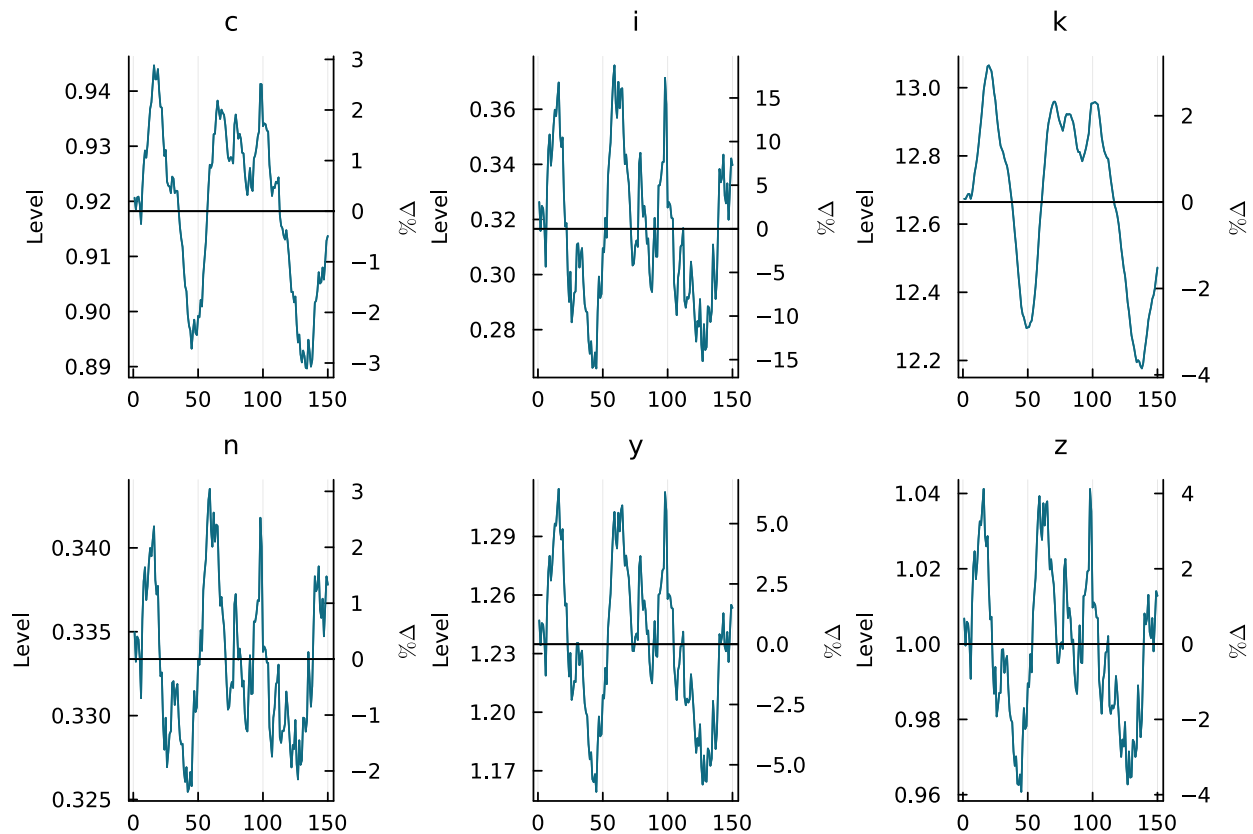 c
0.94
0.93
0.92
0.91
0.90
0.89
Level
3
2
1
0
−1
−2
−3
%Δ
0 50 100 150
i
0.36
0.34
0.32
0.30
0.28
Level
15
10
5
0
−5
−10
−15
%Δ
0 50 100 150
k
13.0
12.8
12.6
12.4
12.2
Level
2
0
−2
−4
%Δ
0 50 100 150
n
0.340
0.335
0.330
0.325
Level
3
2
1
0
−1
−2
%Δ
0 50 100 150
y
1.29
1.26
1.23
1.20
1.17
Level
5.0
2.5
0.0
−2.5
−5.0
%Δ
0 50 100 150
z
1.04
1.02
1.00
0.98
0.96
Level
4
2
0
−2
−4
%Δ
0 50 100 150